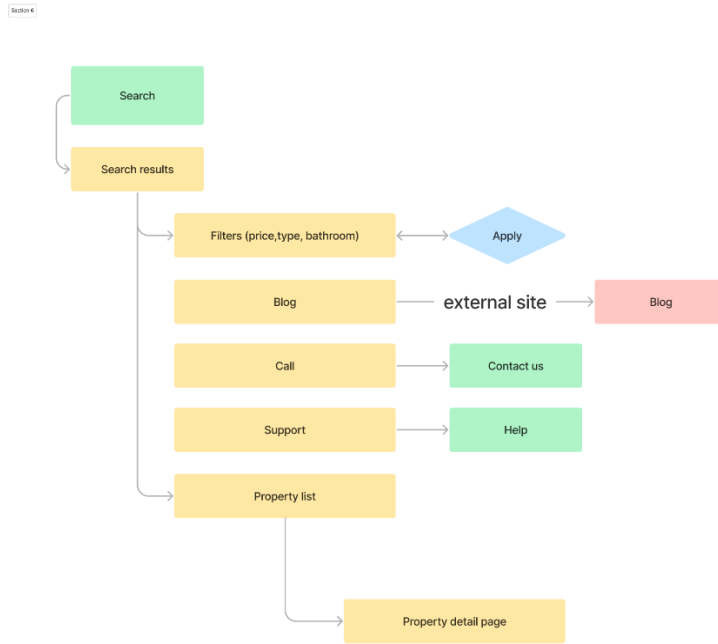 Section 6
Search
Search results
Filters (price,type, bathroom)
Apply
Blog
external site
Blog
Call
Contact us
Support
Help
Property list
Property detail page